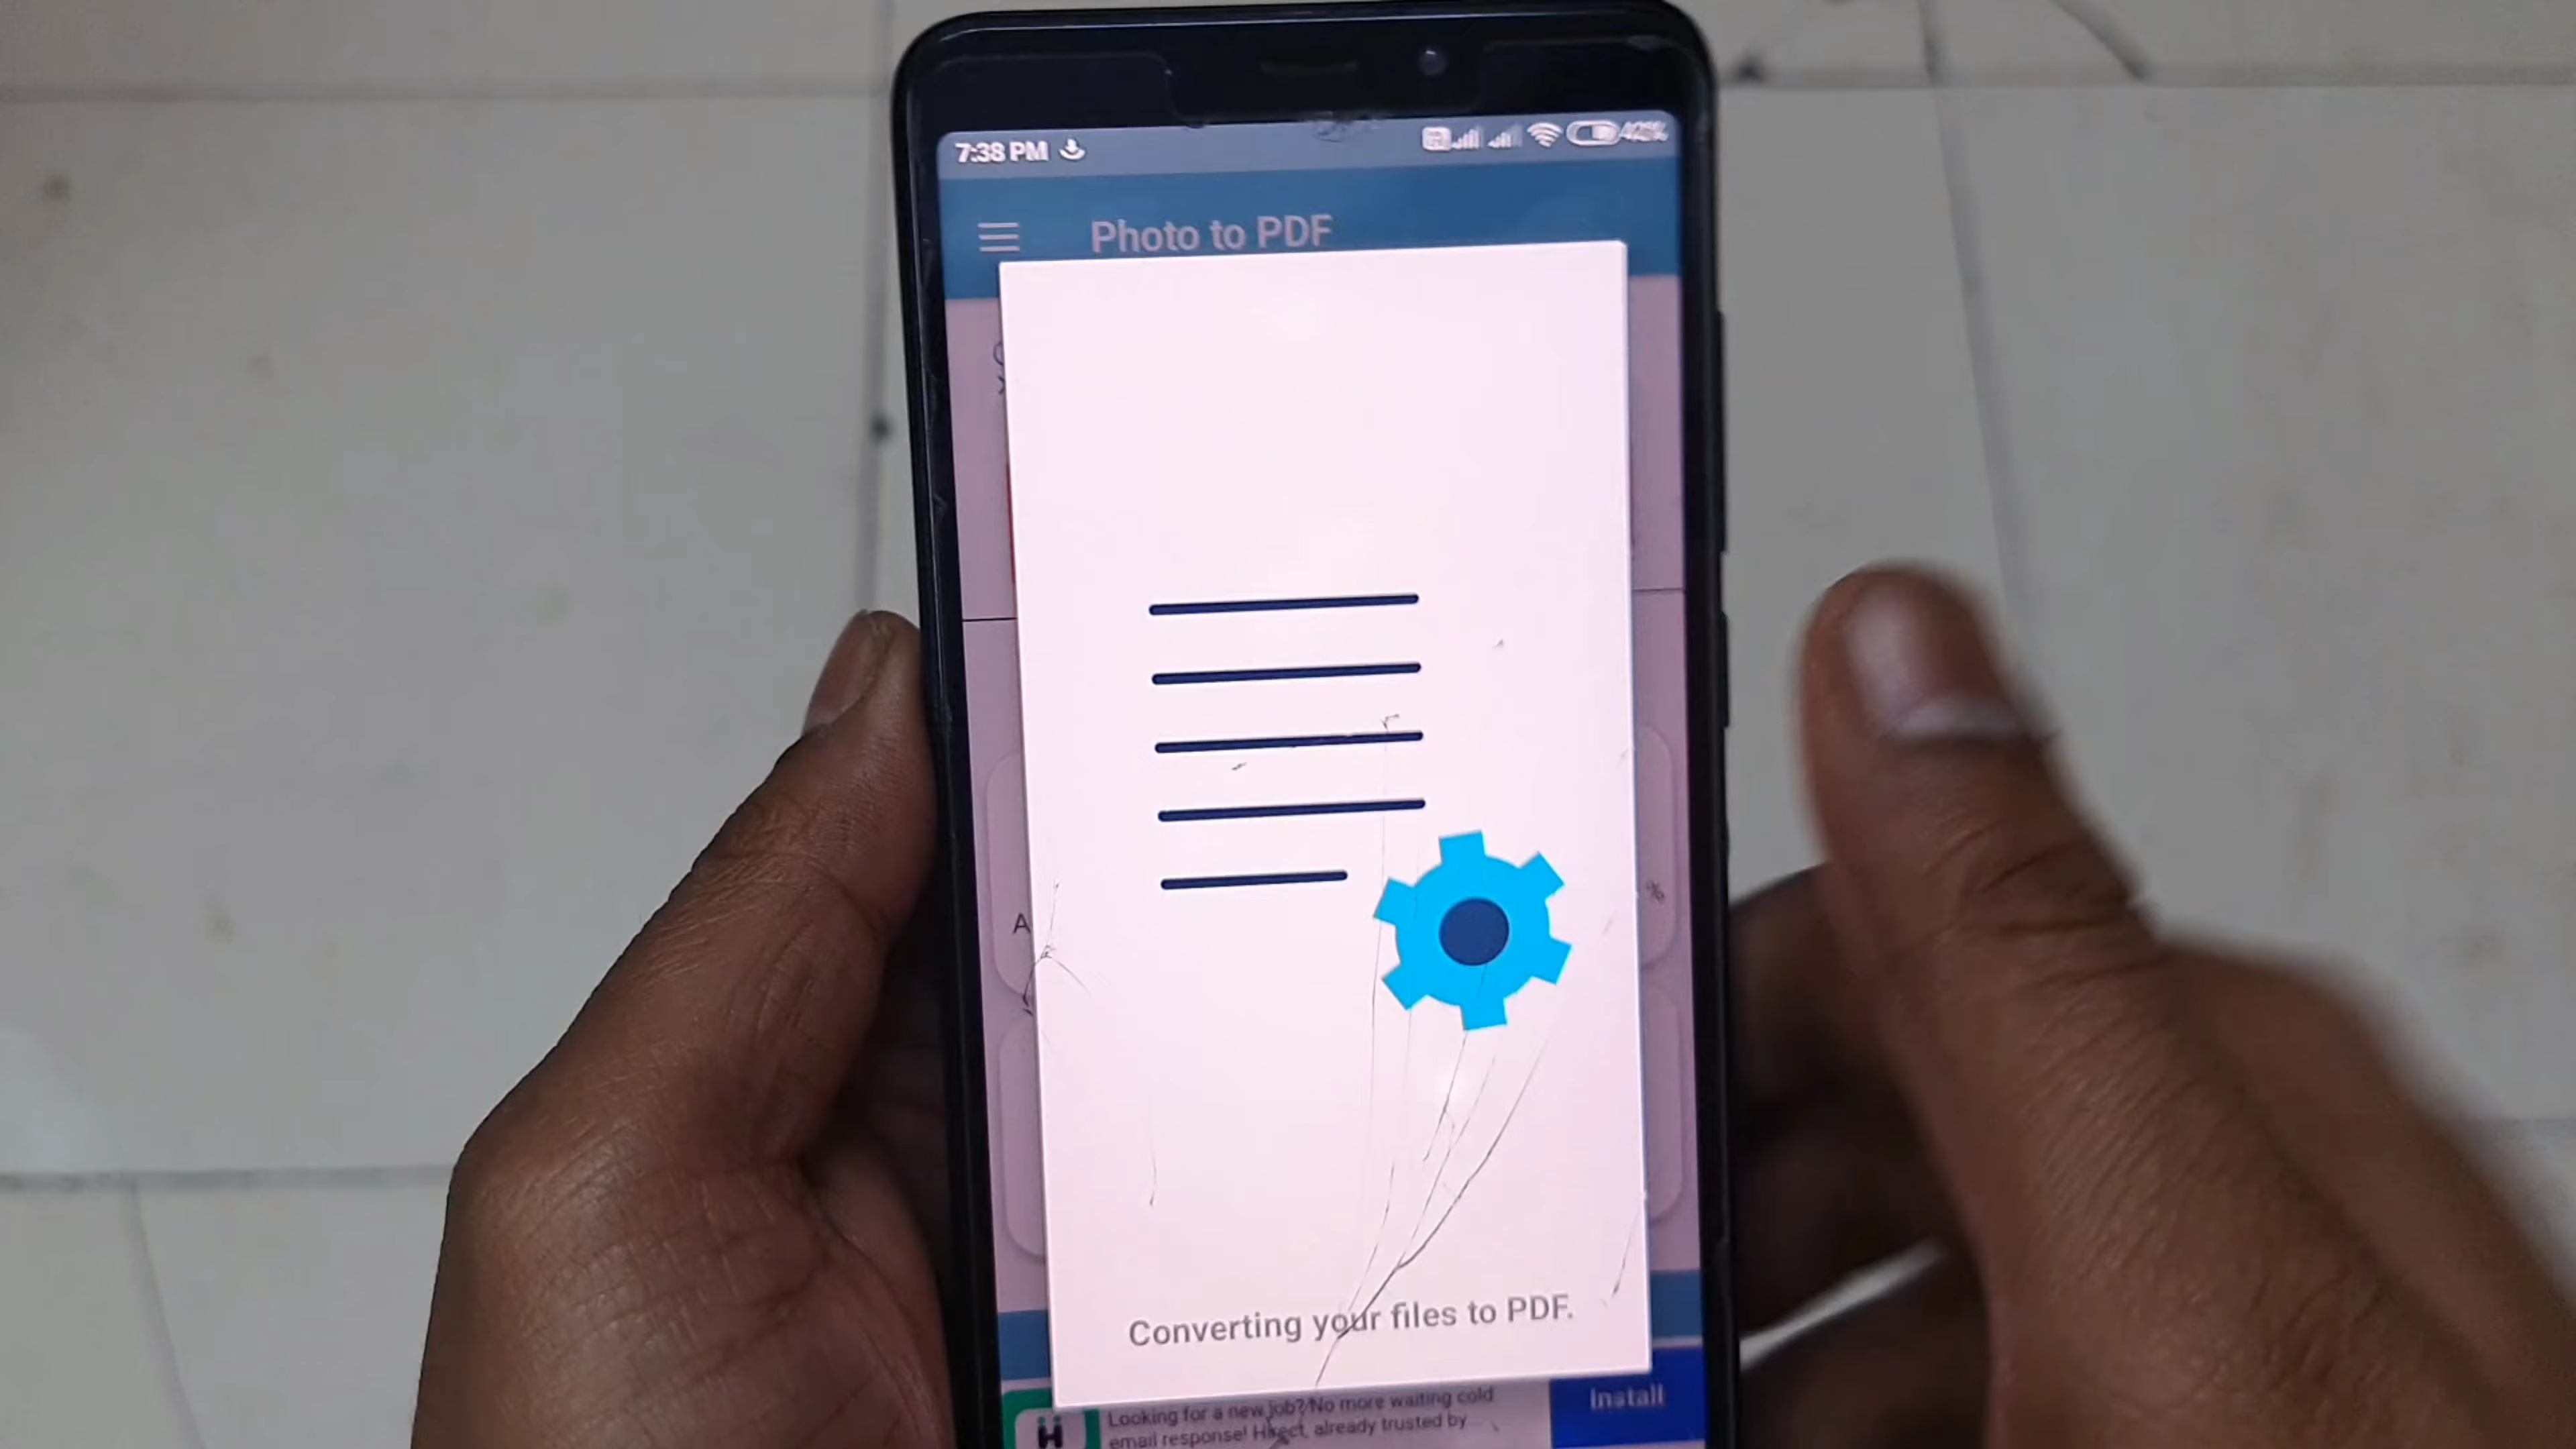 7:38 PM
Photo to PDF
A
%
Converting your files to PDF.
Looking for a new job? No more waiting cold
email response! Hirect, already trusted by
Install